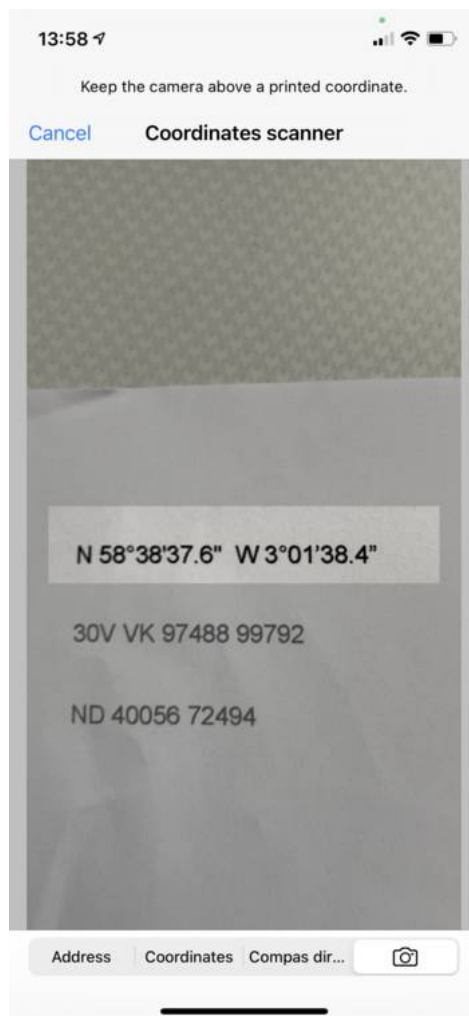 13:58
Keep the camera above a printed coordinate.
Cancel Coordinates scanner
N 58°38'37.6" W 3°01'38.4"
30V VK 97488 99792
ND 40056 72494
Address Coordinates Compas dir...